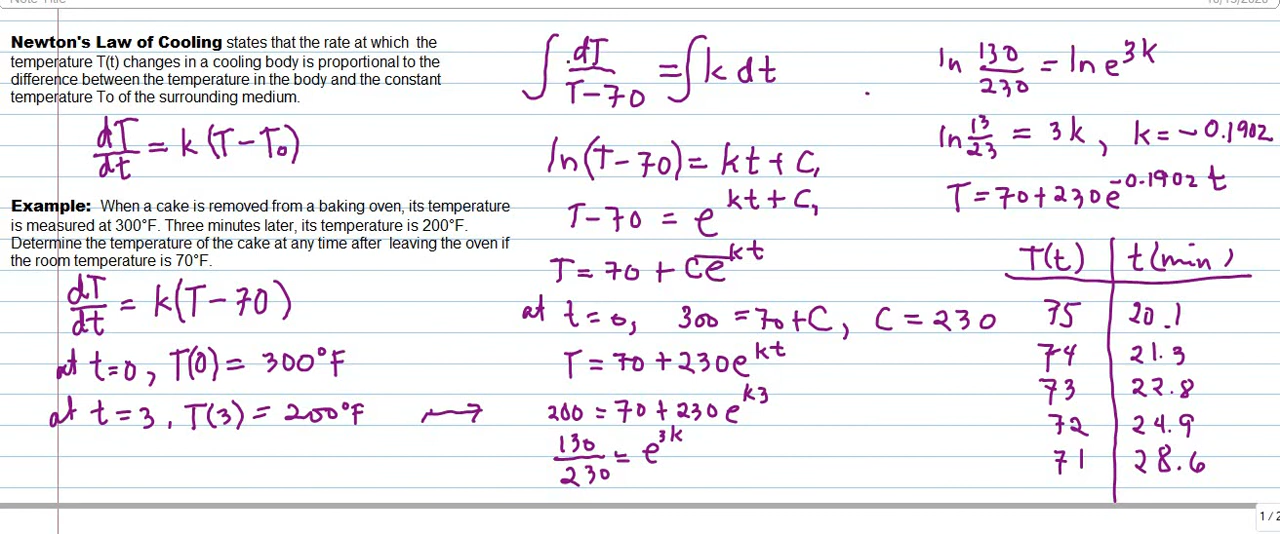 Newton's Law of Cooling states that the rate at which the
temperature T(t) changes in a cooling body is proportional to the
differenc between the temperature in the body and the constant
temperature To of the surrounding medium.
dT/dt = k (T - T₀)
Example: When a cake is removed from a baking oven, its temperature
is measured at 300°F. Three minutes later, its temperature is 200°F.
Determine the temperature of the cake at any time after leaving the oven if
the room temperature is 70°F.
dT/dt = k(T - 70)
at t=0, T(0) = 300°F
at t = 3, T(3) = 200°F
∫ dT/(T-70) = ∫ k dt
ln(T-70) = kt + C₁
T-70 = e^(kt + C₁)
T = 70 + Ce^(kt)
at t=0, 300 = 70+C, C = 230
T = 70 + 230e^(kt)
200 = 70 + 230e^(k3)
130/230 = e^(3k)
ln 130/230 = ln e^(3k)
ln 13/23 = 3k, k = -0.1902
T = 70+230e^(-0.1902t)
T(t) t(min)
75 20.1
74 21.3
73 22.8
72 24.9
71 28.6